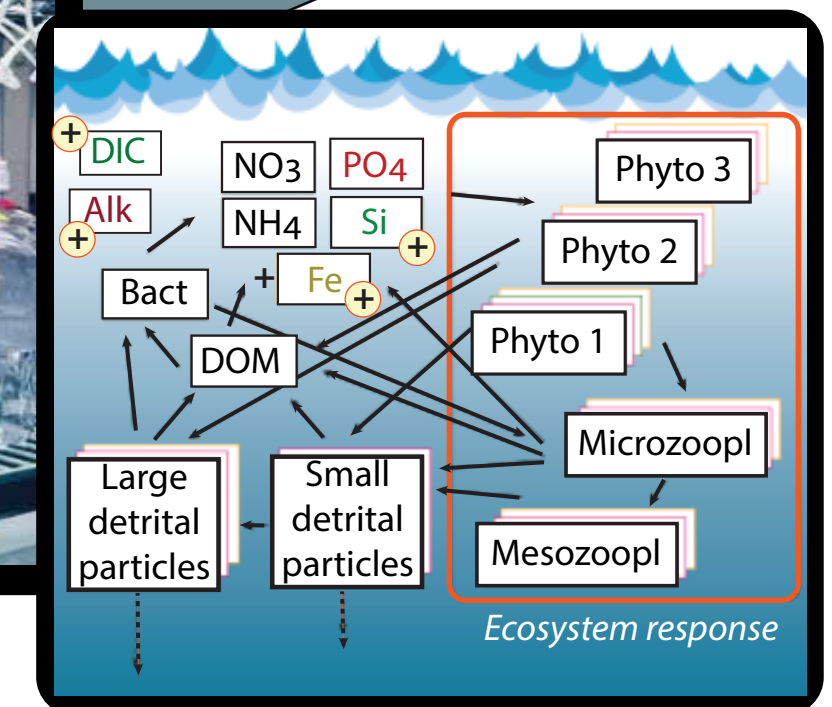 +
DIC
Alk
+
NO3
PO4
NH4
Si
+
+
Fe
+
Bact
DOM
Large
detrital
particles
Small
detrital
particles
Phyto 3
Phyto 2
Phyto 1
Microzoopl
Mesozoopl
Ecosystem response